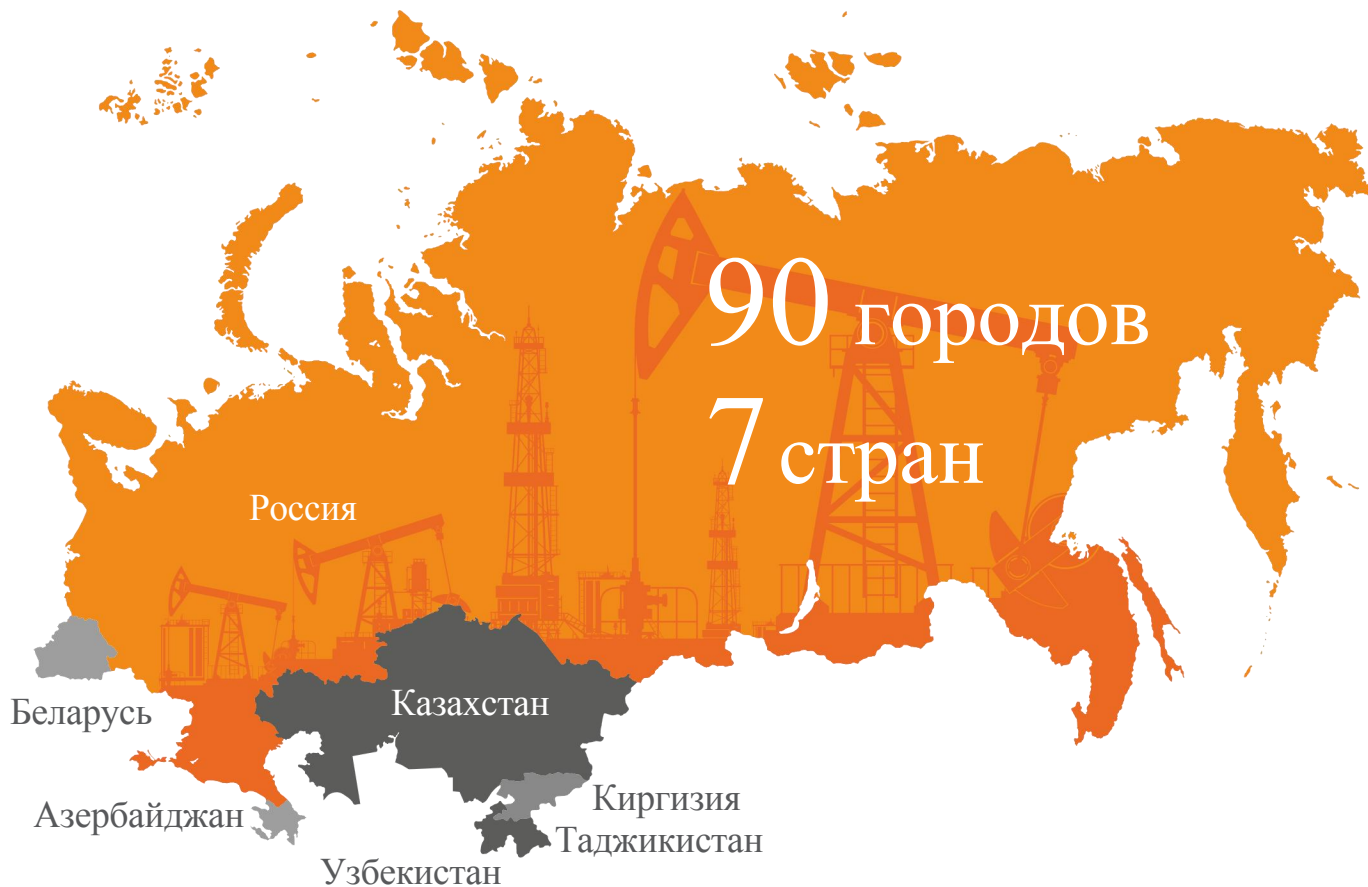 90 городов
7 стран
Россия
Беларусь
Казахстан
Азербайджан
Киргизия
Таджикистан
Узбекистан